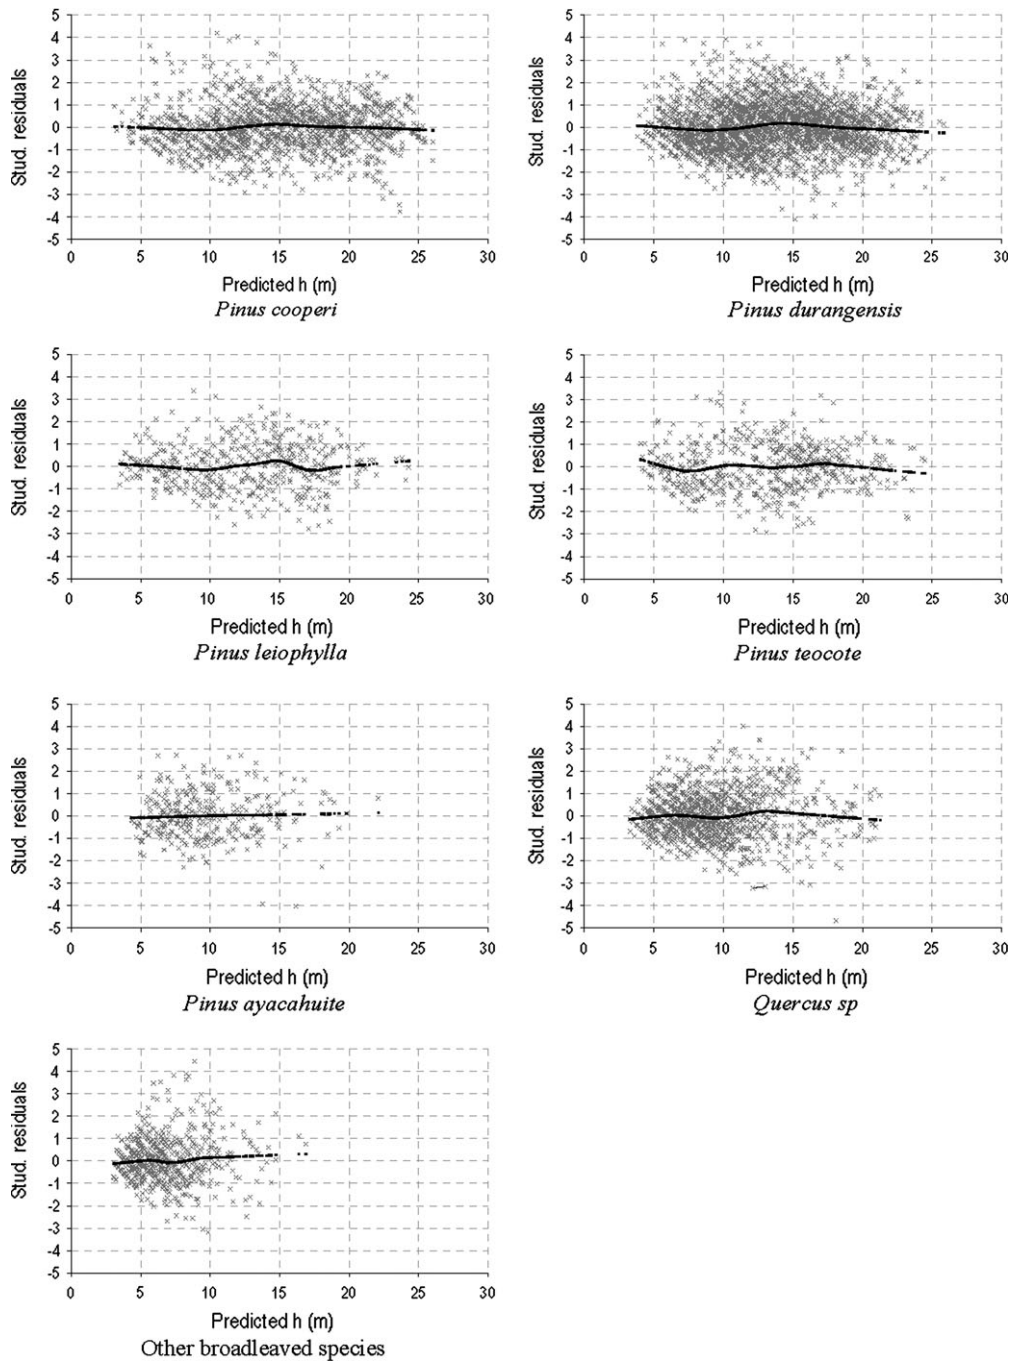 5
4
3
2
1
0
-1
-2
-3
-4
-5
Stud. residuals
0 5 10 15 20 25 30
Predicted h (m)
Pinus cooperi
5
4
3
2
1
0
-1
-2
-3
-4
-5
Stud. residuals
0 5 10 15 20 25 30
Predicted h (m)
Pinus durangensis
5
4
3
2
1
0
-1
-2
-3
-4
-5
Stud. residuals
0 5 10 15 20 25 30
Predicted h (m)
Pinus leiophylla
5
4
3
2
1
0
-1
-2
-3
-4
-5
Stud. residuals
0 5 10 15 20 25 30
Predicted h (m)
Pinus teocote
5
4
3
2
1
0
-1
-2
-3
-4
-5
Stud. residuals
0 5 10 15 20 25 30
Predicted h (m)
Pinus ayacahuite
5
4
3
2
1
0
-1
-2
-3
-4
-5
Stud. residuals
0 5 10 15 20 25 30
Predicted h (m)
Quercus sp
5
4
3
2
1
0
-1
-2
-3
-4
-5
Stud. residuals
0 5 10 15 20 25 30
Predicted h (m)
Other broadleaved species